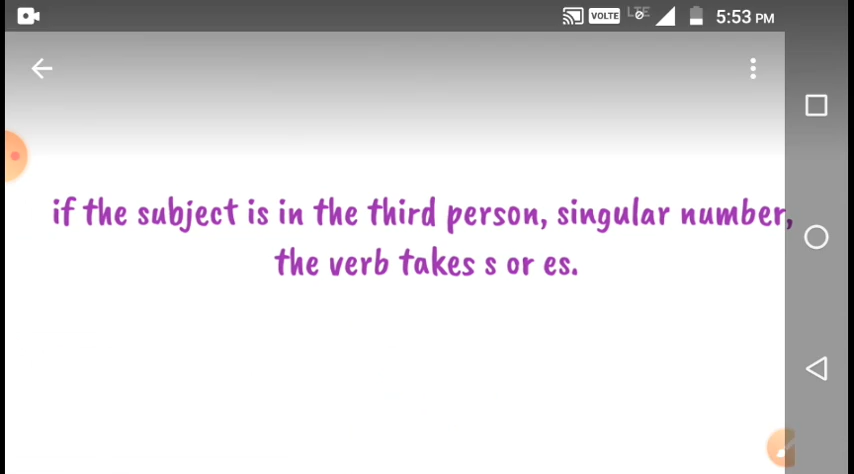 VOLTE LTE 5:53 PM
if the subject is in the third person, singular number,
the verb takes s or es.